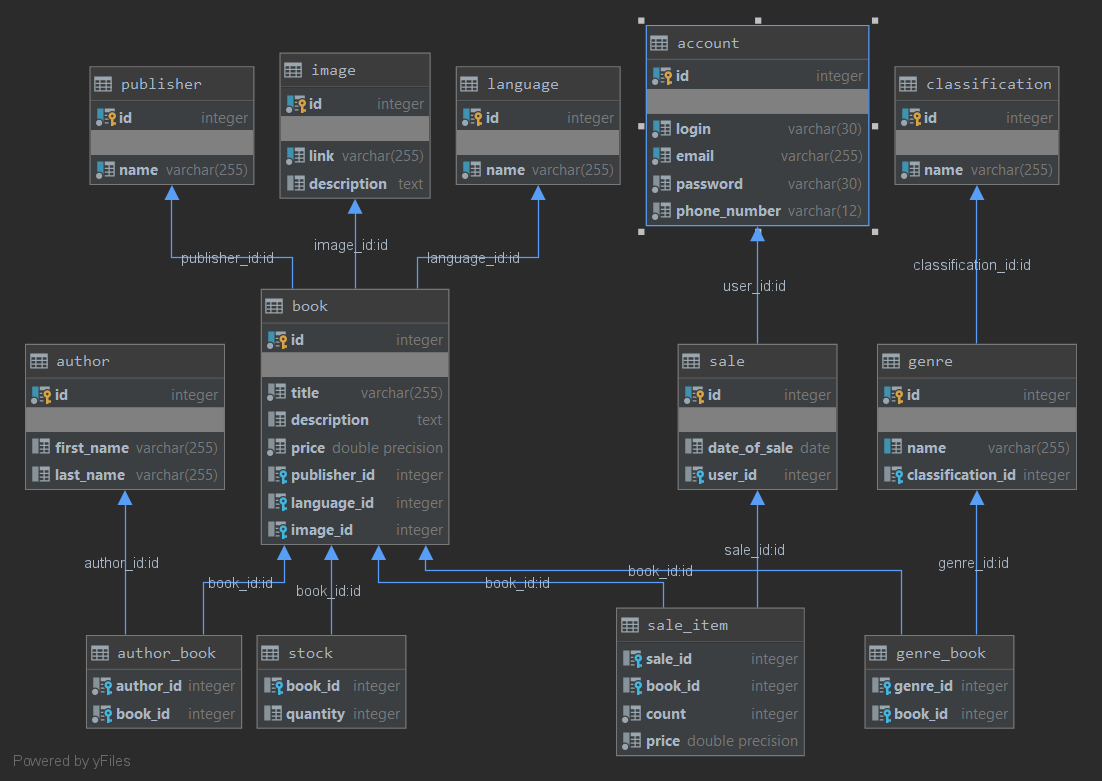 publisher
id integer
name varchar(255)
image
id integer
link varchar(255)
description text
language
id integer
name varchar(255)
account
id integer
login varchar(30)
email varchar(255)
password varchar(30)
phone_number varchar(12)
classification
id integer
name varchar(255)
publisher_id:id
image_id:id
language_id:id
user_id:id
classification_id:id
author
id integer
first_name varchar(255)
last_name varchar(255)
book
id integer
title varchar(255)
description text
price double precision
publisher_id integer
language_id integer
image_id integer
sale
id integer
date_of_sale date
user_id integer
genre
id integer
name varchar(255)
classification_id integer
author_id:id
book_id:id
book_id:id
book_id:id
book_id:id
sale_id:id
genre_id:id
author_book
author_id integer
book_id integer
stock
book_id integer
quantity integer
sale_item
sale_id integer
book_id integer
count integer
price double precision
genre_book
genre_id integer
book_id integer
Powered by yFiles